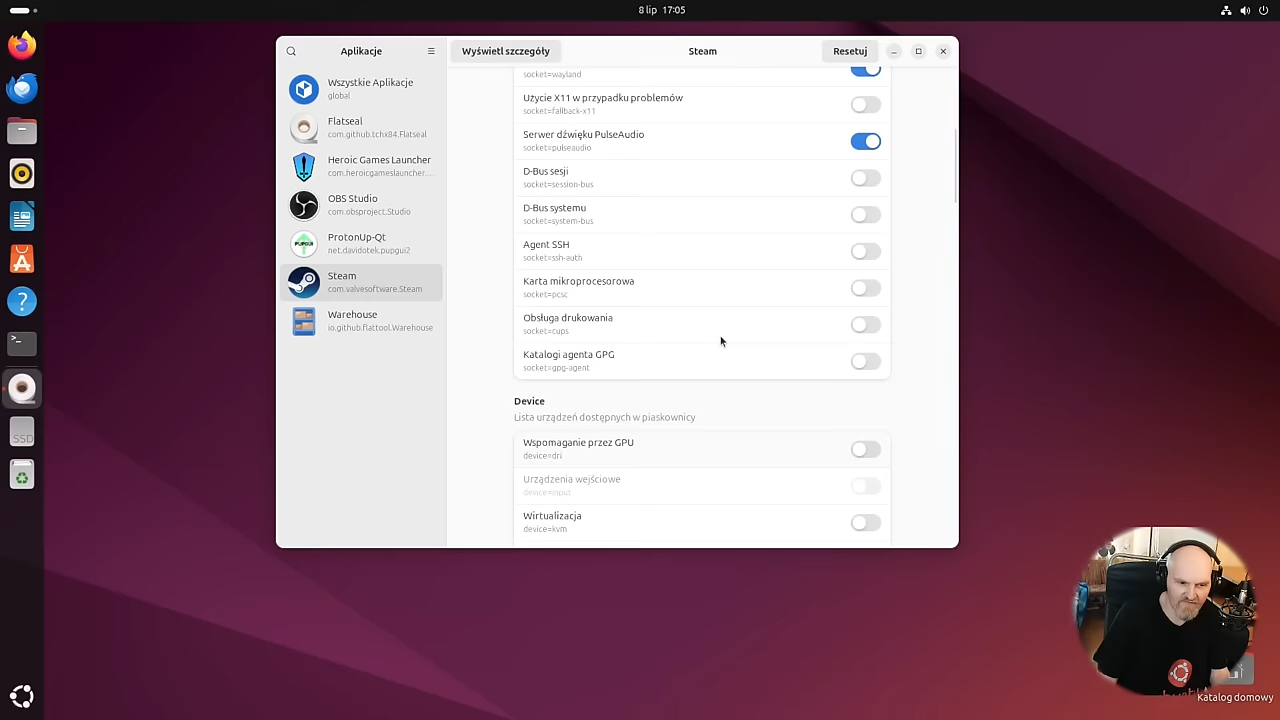 8 lip 17:05
Aplikacje
Wyświetl szczegóły
Steam
Resetuj
Wszystkie Aplikacje
global
Flatseal
com.github.tchx84.Flatseal
Heroic Games Launcher
com.heroicgameslauncher....
OBS Studio
com.obsproject.Studio
ProtonUp-Qt
net.davidotek.pupgui2
Steam
com.valvesoftware.Steam
Warehouse
io.github.flattool.Warehouse
socket=wayland
Użycie X11 w przypadku problemów
socket=fallback-x11
Serwer dźwięku PulseAudio
socket=pulseaudio
D-Bus sesji
socket=session-bus
D-Bus systemu
socket=system-bus
Agent SSH
socket=ssh-auth
Karta mikroprocesorowa
socket=pcsc
Obsługa drukowania
socket=cups
Katalogi agenta GPG
socket=gpg-agent
Device
Lista urządzeń dostępnych w piaskownicy
Wspomaganie przez GPU
device=dri
Urządzenia wejściowe
device=input
Wirtualizacja
device=kvm
PUPGUI
SSD
Katalog domowy